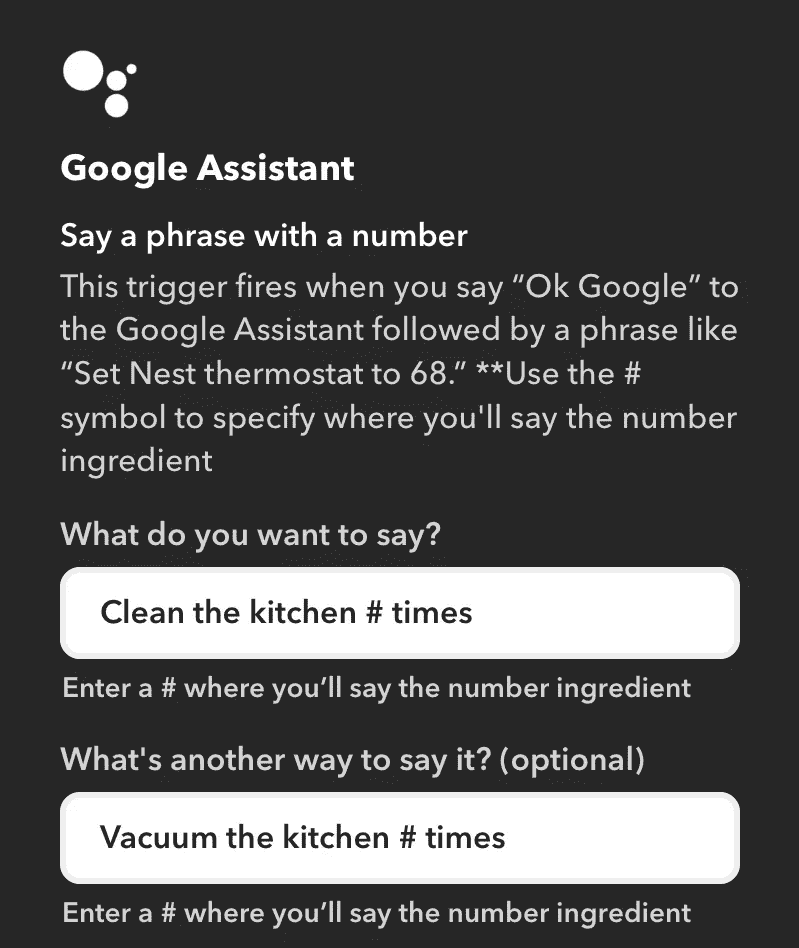 Google Assistant
Say a phrase with a number
This trigger fires when you say “Ok Google” to
the Google Assistant followed by a phrase like
“Set Nest thermostat to 68.” **Use the #
symbol to specify where you'll say the number
ingredient
What do you want to say?
Clean the kitchen # times
Enter a # where you’ll say the number ingredient
What's another way to say it? (optional)
Vacuum the kitchen # times
Enter a # where you’ll say the number ingredient